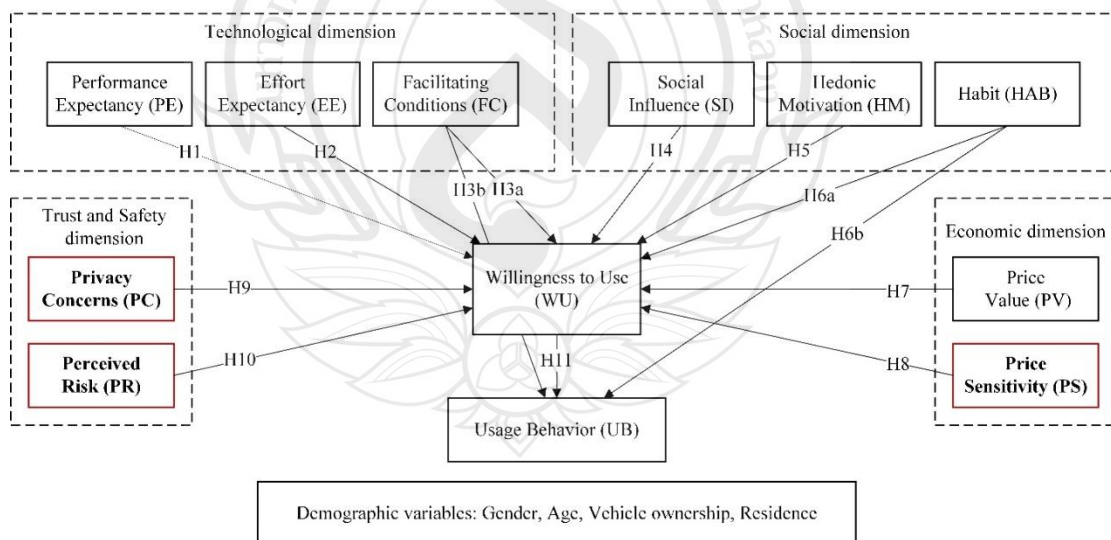 Technological dimension
Social dimension
Performance
Expectancy (PE)
Effort
Expectancy (EE)
Facilitating
Conditions (FC)
Social
Influence (SI)
Hedonic
Motivation (HM)
Habit (HAB)
H1
H2
H3b
H3a
H4
H5
H6a
H6b
Trust and Safety
dimension
Privacy
Concerns (PC)
Perceived
Risk (PR)
H9
H10
Willingness to Use
(WU)
H7
H8
Economic dimension
Price
Value (PV)
Price
Sensitivity (PS)
H11
Usage Behavior (UB)
Demographic variables: Gender, Age, Vehicle ownership, Residence